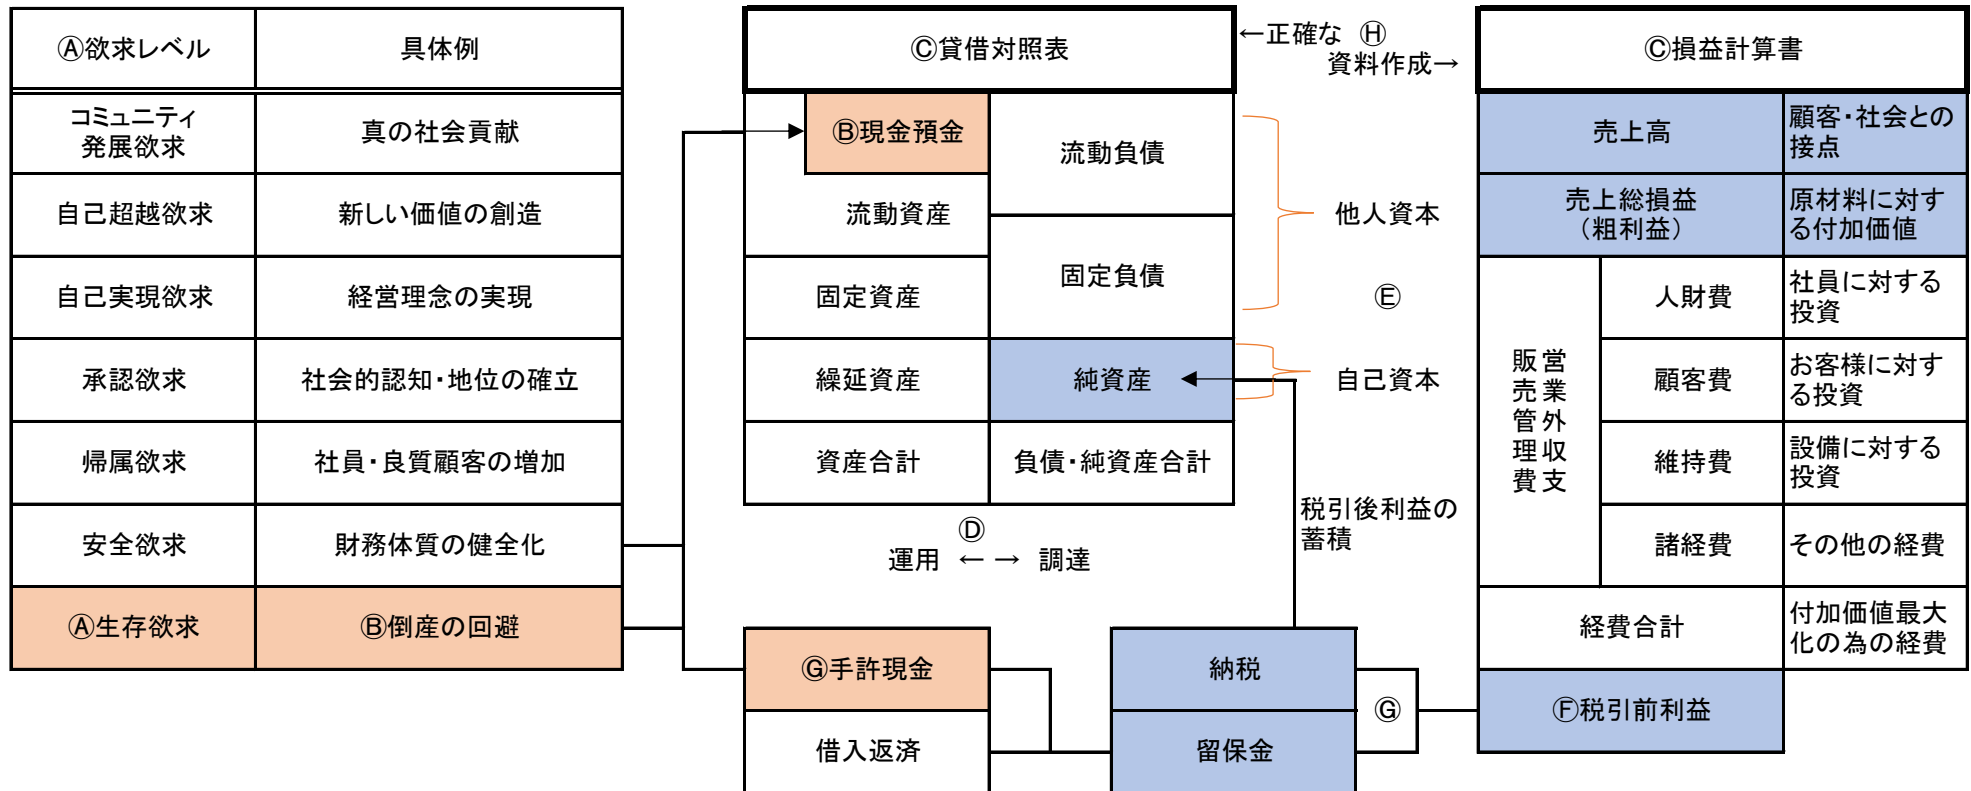 Ⓐ欲求レベル
具体例
コミュニティ
発展欲求
真の社会貢献
自己超越欲求
新しい価値の創造
自己実現欲求
経営理念の実現
承認欲求
社会的認知・地位の確立
帰属欲求
社員・良質顧客の増加
安全欲求
財務体質の健全化
Ⓐ生存欲求
Ⓑ倒産の回避
Ⓒ貸借対照表
Ⓑ現金預金
流動負債
流動資産
固定負債
固定資産
繰延資産
純資産
資産合計
負債・純資産合計
Ⓓ
運用 ←→ 調達
Ⓖ手許現金
借入返済
←正確な Ⓗ
資料作成→
他人資本
Ⓔ
自己資本
税引後利益の
蓄積
納税
留保金
Ⓖ
Ⓒ損益計算書
売上高
顧客・社会との
接点
売上総損益
（粗利益）
原材料に対す
る付加価値
営業外収支
販売管理費
人財費
社員に対する
投資
顧客費
お客様に対す
る投資
維持費
設備に対する
投資
諸経費
その他の経費
経費合計
付加価値最大
化の為の経費
Ⓕ税引前利益